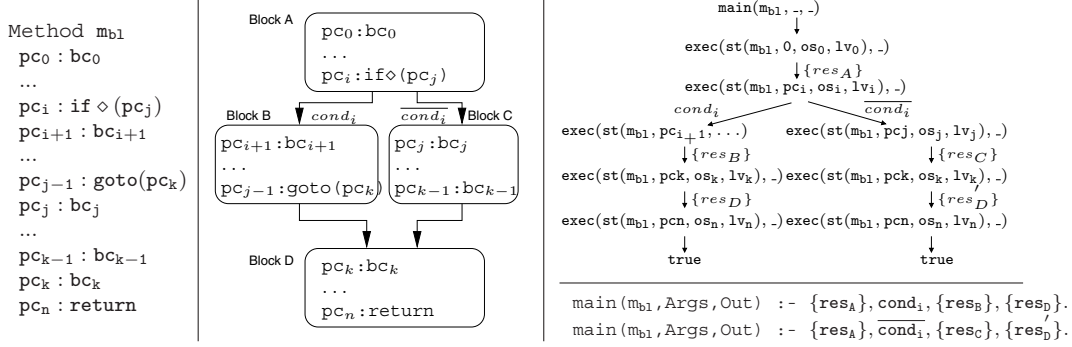 Method m_bl
pc_0 : bc_0
...
pc_i : if ⋄ (pc_j)
pc_{i+1} : bc_{i+1}
...
pc_{j−1} : goto(pc_k)
pc_j : bc_j
...
pc_{k−1} : bc_{k−1}
pc_k : bc_k
pc_n : return
Block A
pc_0:bc_0
...
pc_i:if⋄(pc_j)
Block B cond_i \overline{cond_i} Block C
pc_{i+1}:bc_{i+1}
...
pc_{j−1}:goto(pc_k)
pc_j:bc_j
...
pc_{k−1}:bc_{k−1}
Block D
pc_k:bc_k
...
pc_n:return
main(m_bl, _, _)
exec(st(m_bl, 0, os_0, lv_0), _)
{res_A}
exec(st(m_bl, pc_i, os_i, lv_i), _)
cond_i \overline{cond_i}
exec(st(m_bl, pc_{i+1}, ...) exec(st(m_bl, pcj, os_j, lv_j), _)
{res_B} {res_C}
exec(st(m_bl, pck, os_k, lv_k), _) exec(st(m_bl, pck, os_k, lv_k), _)
{res_D} {res_D'}
exec(st(m_bl, pcn, os_n, lv_n), _) exec(st(m_bl, pcn, os_n, lv_n), _)
true true
main(m_bl,Args,Out) :- {res_A}, cond_i, {res_B}, {res_D}.
main(m_bl,Args,Out) :- {res_A}, \overline{cond_i}, {res_C}, {res_D'}.